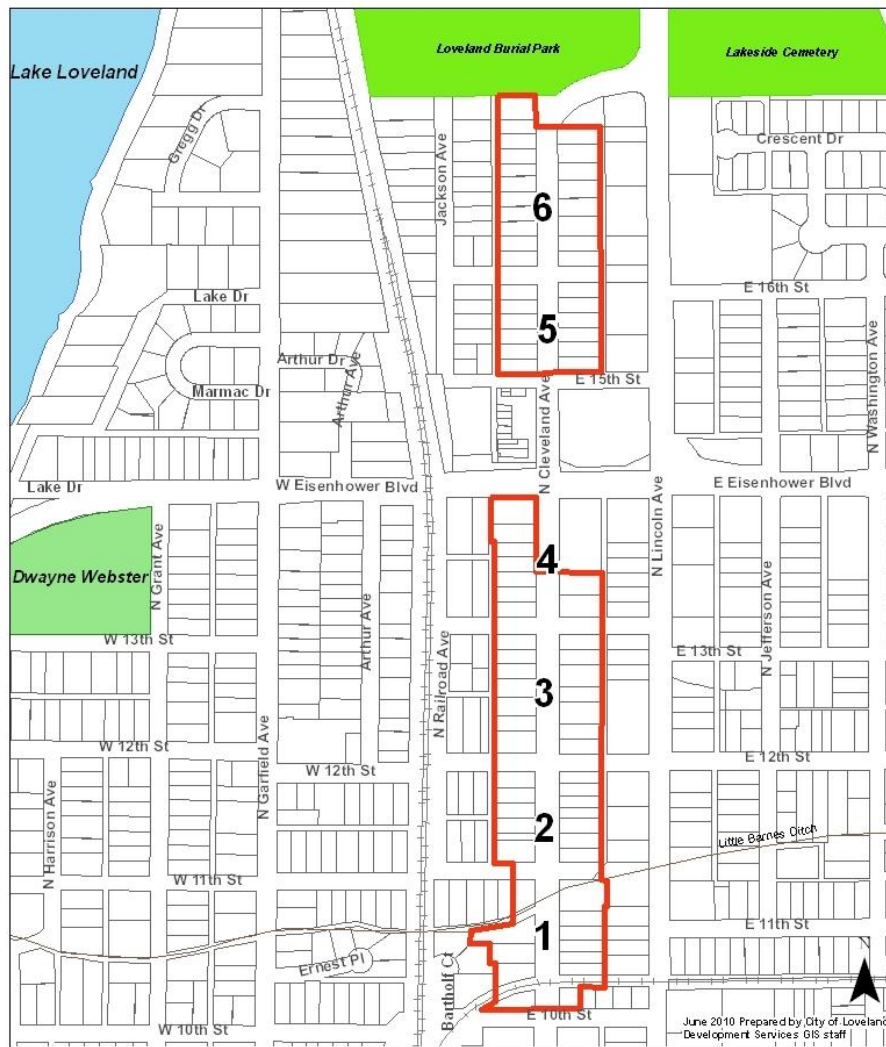 Loveland Burial Park
Lakeside Cemetery
Lake Loveland
Gregg Dr
Jackson Ave
Crescent Dr
6
E 16th St
Lake Dr
5
Arthur Dr
Arthur Ave
E 15th St
Marmac Dr
N Cleveland Ave
N Washington Ave
Lake Dr
W Eisenhower Blvd
E Eisenhower Blvd
N Lincoln Ave
Dwayne Webster
N Grant Ave
4
N Jefferson Ave
Arthur Ave
W 13th St
E 13th St
N Railroad Ave
3
W 12th St
E 12th St
N Garfield Ave
W 12th St
N Harrison Ave
2
Little Barnes Ditch
W 11th St
E 11th St
1
Ernest Pl
Bartholf Ct
N
W 10th St
E 10th St
June 2010 Prepared by City of Loveland
Development Services GIS staff